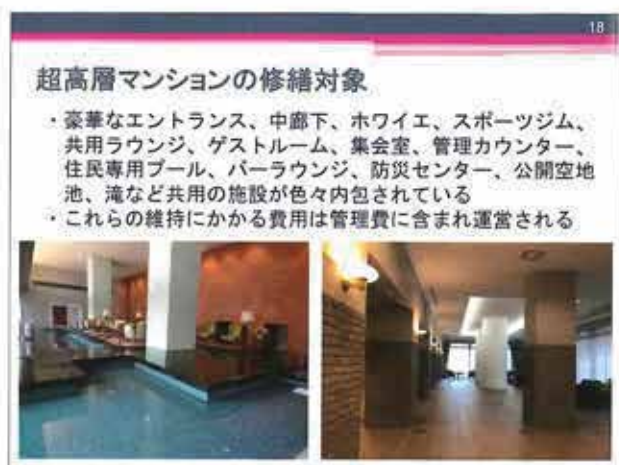 18
超高層マンションの修繕対象
・豪華なエントランス、中廊下、ホワイエ、スポーツジム、
共用ラウンジ、ゲストルーム、集会室、管理カウンター、
住民専用プール、バーラウンジ、防災センター、公開空地
池、滝など共用の施設が色々内包されている
・これらの維持にかかる費用は管理費に含まれ運営される